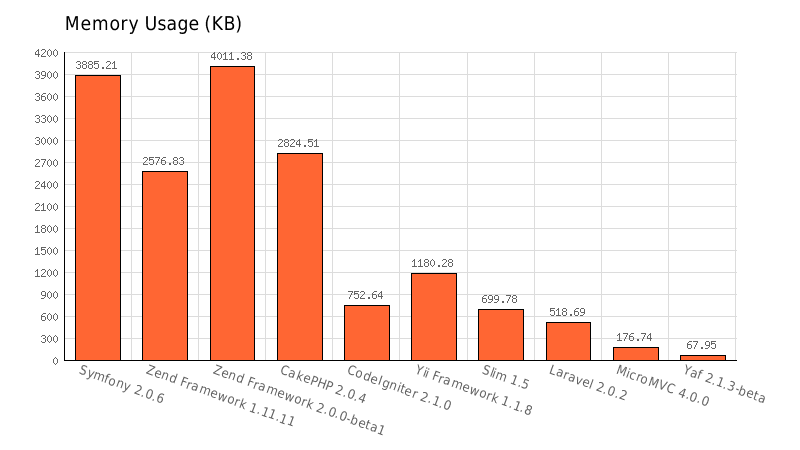 Memory Usage (KB)
4200
3900
3600
3300
3000
2700
2400
2100
1800
1500
1200
900
600
300
0
3885.21
2576.83
4011.38
2824.51
752.64
1180.28
699.78
518.69
176.74
67.95
Symfony 2.0.6
Zend Framework 1.11.11
Zend Framework 2.0.0-beta1
CakePHP 2.0.4
CodeIgniter 2.1.0
Yii Framework 1.1.8
Slim 1.5
Laravel 2.0.2
MicroMVC 4.0.0
Yaf 2.1.3-beta